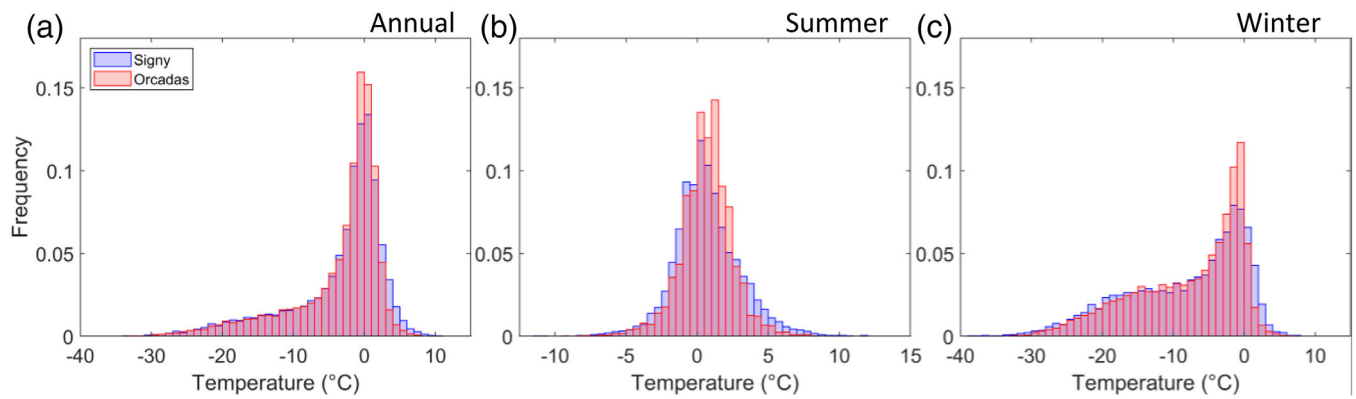 (a) Annual
Signy
Orcadas
Frequency
0.15
0.1
0.05
0
-40 -30 -20 -10 0 10
Temperature (°C)
(b) Summer
0.15
0.1
0.05
0
-10 -5 0 5 10 15
Temperature (°C)
(c) Winter
0.15
0.1
0.05
0
-40 -30 -20 -10 0 10
Temperature (°C)